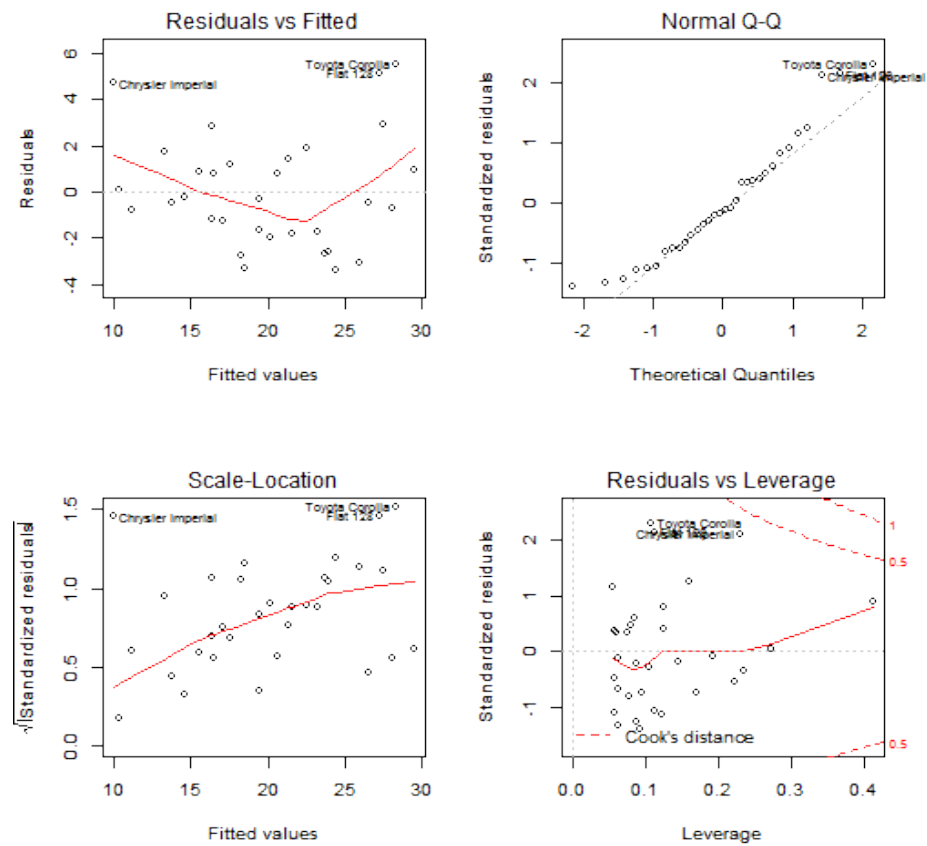 Residuals vs Fitted
Residuals
6
4
2
0
-2
-4
Toyota Corolla
Fiat 128
Chrysler Imperial
10 15 20 25 30
Fitted values
Normal Q-Q
Standardized residuals
2
1
0
-1
Toyota Corolla
Fiat 128
Chrysler Imperial
-2 -1 0 1 2
Theoretical Quantiles
Scale-Location
√|Standardized residuals|
1.5
1.0
0.5
0.0
Toyota Corolla
Fiat 128
Chrysler Imperial
10 15 20 25 30
Fitted values
Residuals vs Leverage
Standardized residuals
2
1
0
-1
Toyota Corolla
Chrysler Imperial
1
0.5
0.5
Cook's distance
0.0 0.1 0.2 0.3 0.4
Leverage